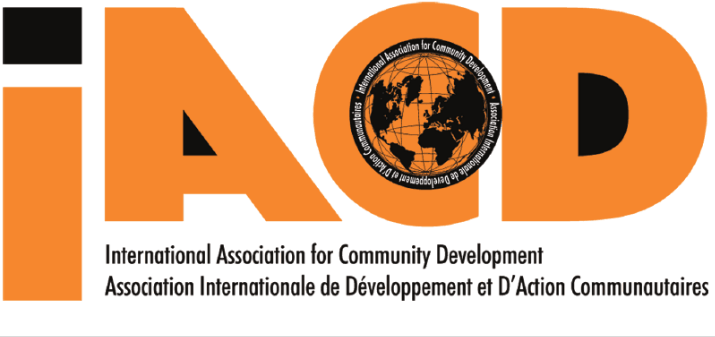 iACD
International Association for Community Development • Association Internationale de Developpement et D'Action Communautaires •
International Association for Community Development
Association Internationale de Développement et D'Action Communautaires